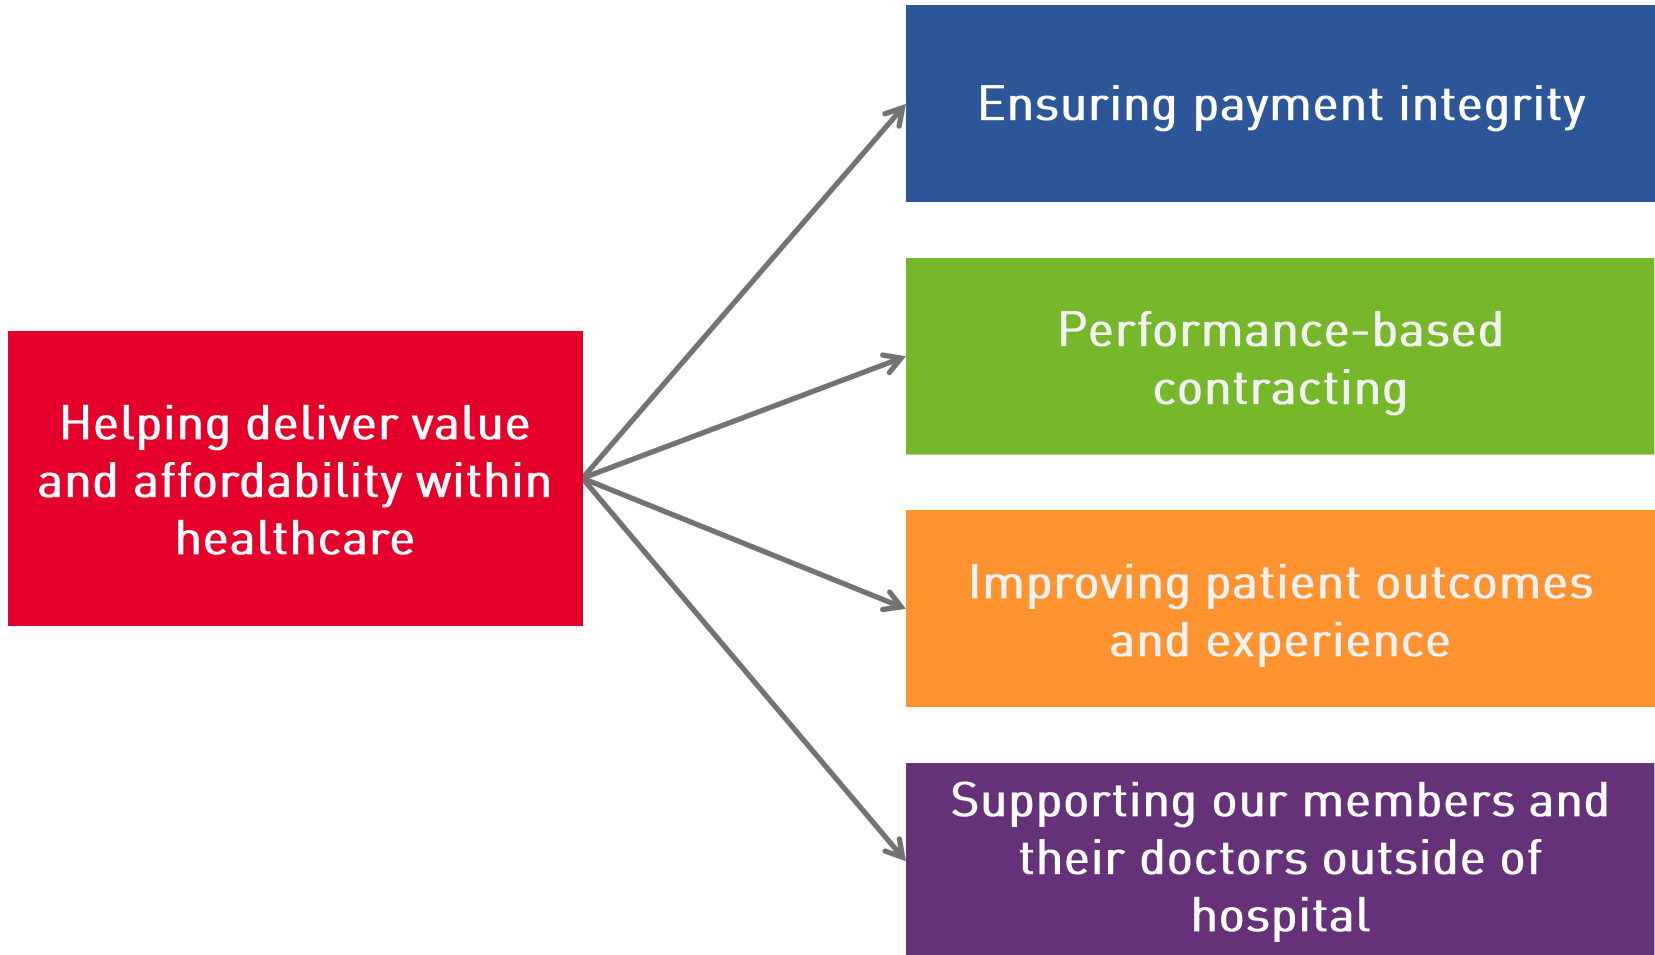 Ensuring payment integrity
Performance-based
contracting
Helping deliver value
and affordability within
healthcare
Improving patient outcomes
and experience
Supporting our members and
their doctors outside of
hospital